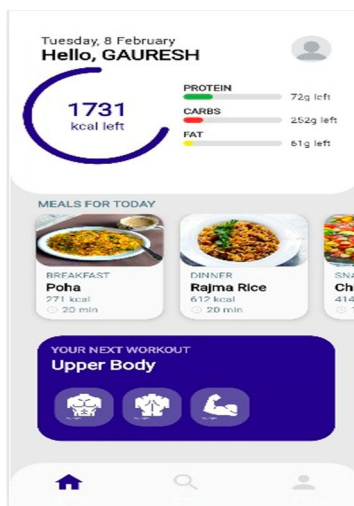 Tuesday, 8 February
Hello, GAURESH
1731
kcal left
PROTEIN
72g left
CARBS
252g left
FAT
61g left
MEALS FOR TODAY
BREAKFAST
Poha
271 kcal
20 min
DINNER
Rajma Rice
612 kcal
20 min
SNA
Ch
414
YOUR NEXT WORKOUT
Upper Body